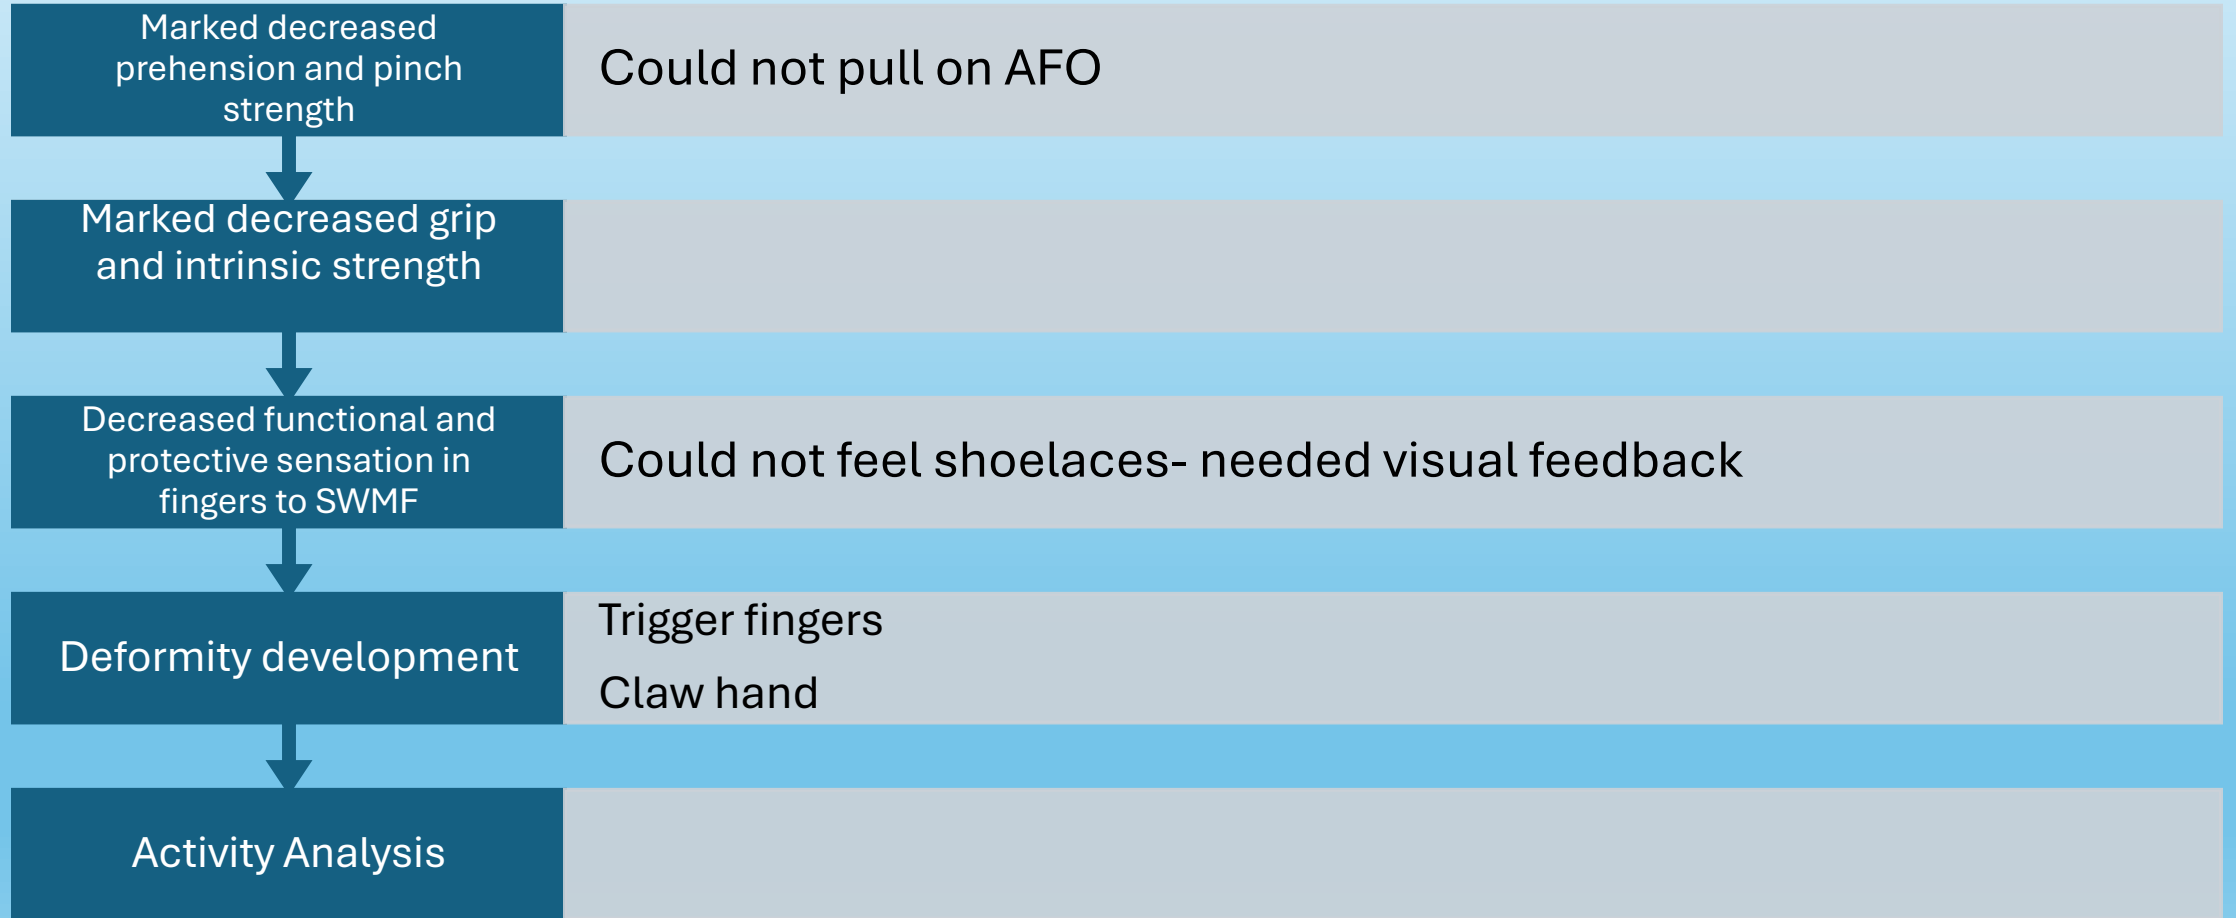 Marked decreased
prehension and pinch
strength
Could not pull on AFO
Marked decreased grip
and intrinsic strength
Decreased functional and
protective sensation in
fingers to SWMF
Could not feel shoelaces- needed visual feedback
Deformity development
Trigger fingers
Claw hand
Activity Analysis